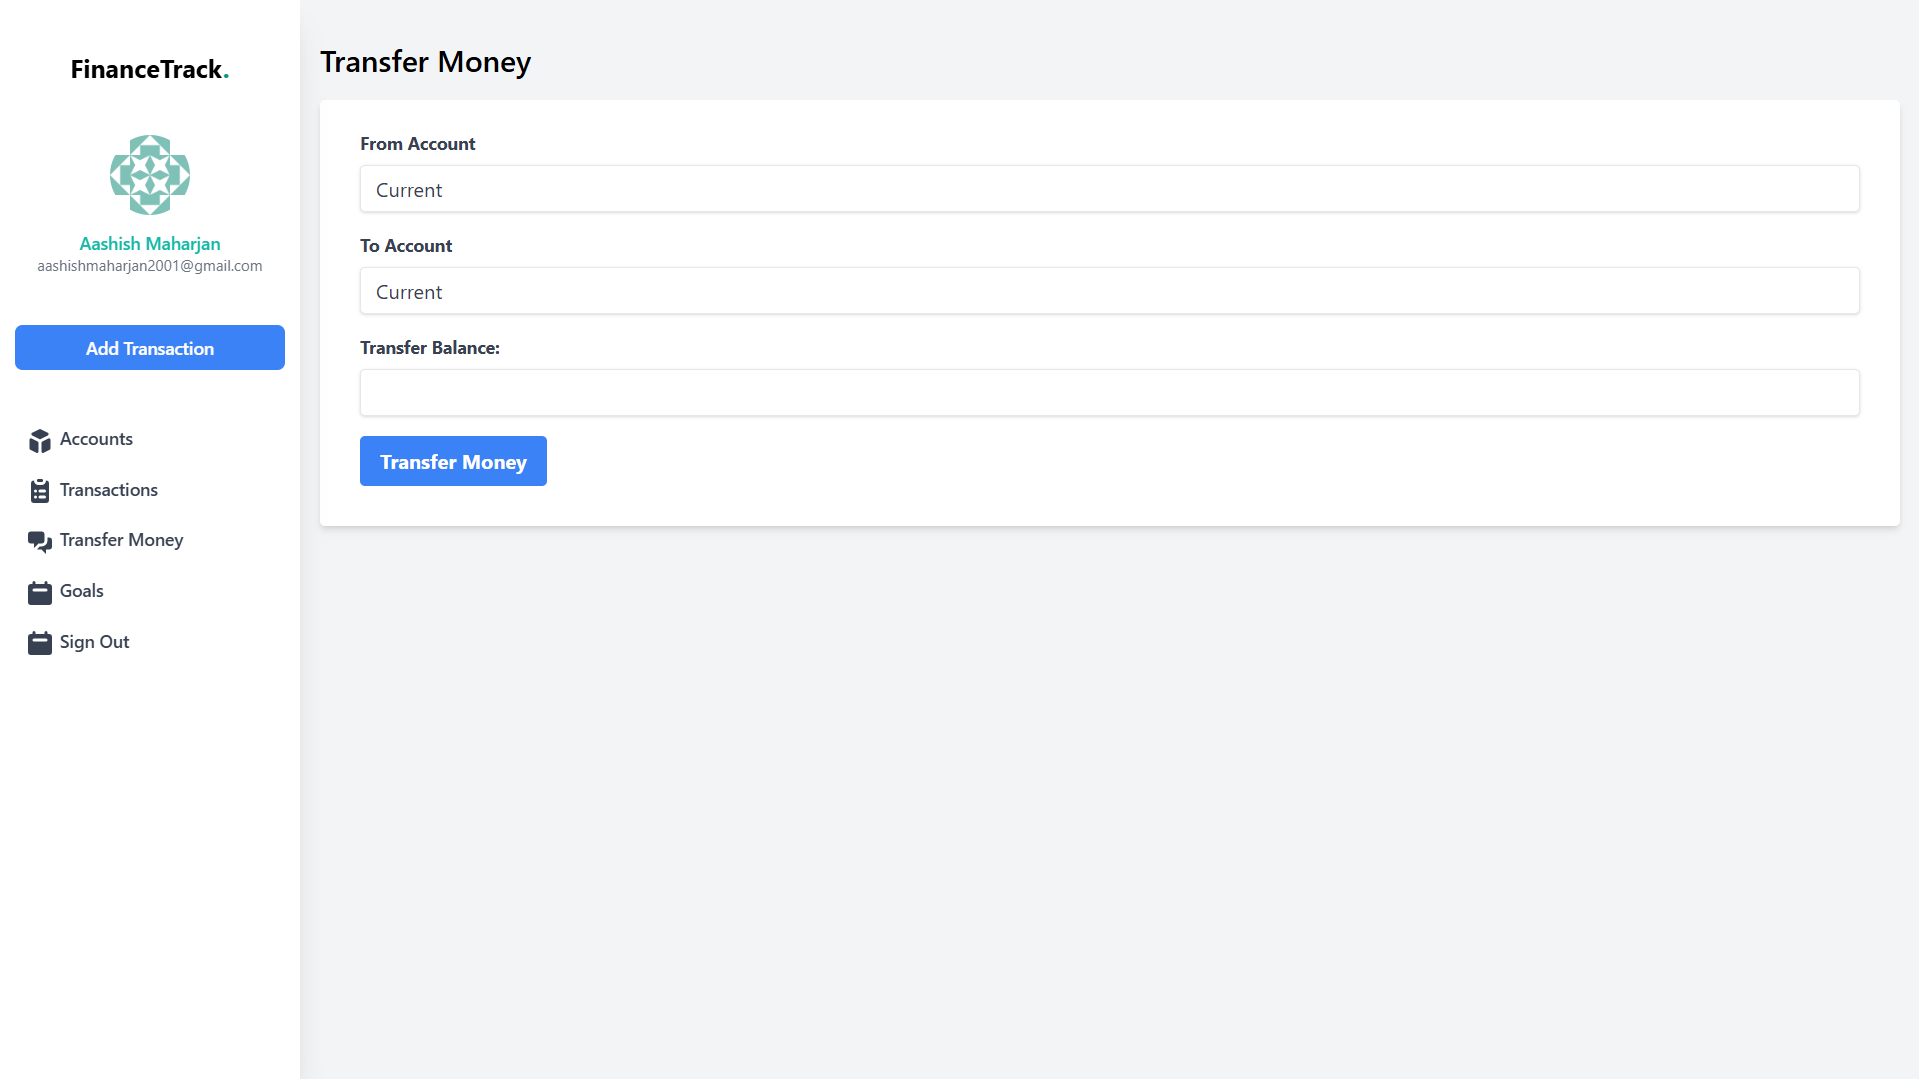 FinanceTrack.
Aashish Maharjan
aashishmaharjan2001@gmail.com
Add Transaction
Accounts
Transactions
Transfer Money
Goals
Sign Out
Transfer Money
From Account
Current
To Account
Current
Transfer Balance:
Transfer Money